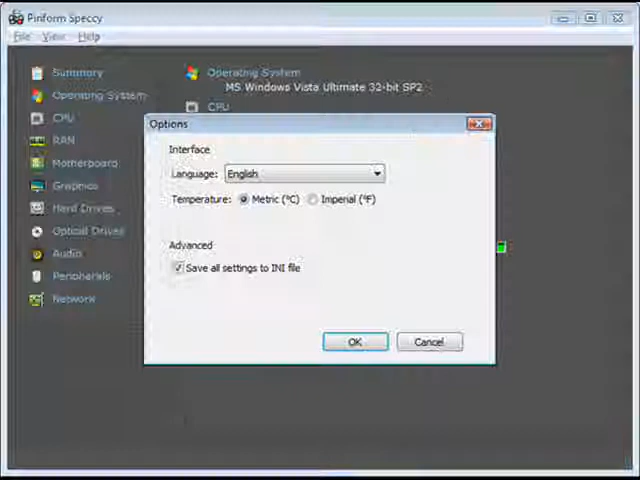 Pinform Speccy
File View Help
Summary
Operating System
CPU
RAN
Motherboard
Graphics
Hard Drives
Optical Drives
Audio
Peripherals
Network
Operating System
MS Windows Vista Ultimate 32-bit SP2
CPU
Options
Interface
Language: English
Temperature: Metric (°C) Imperial (°F)
Advanced
Save all settings to INI file
OK Cancel